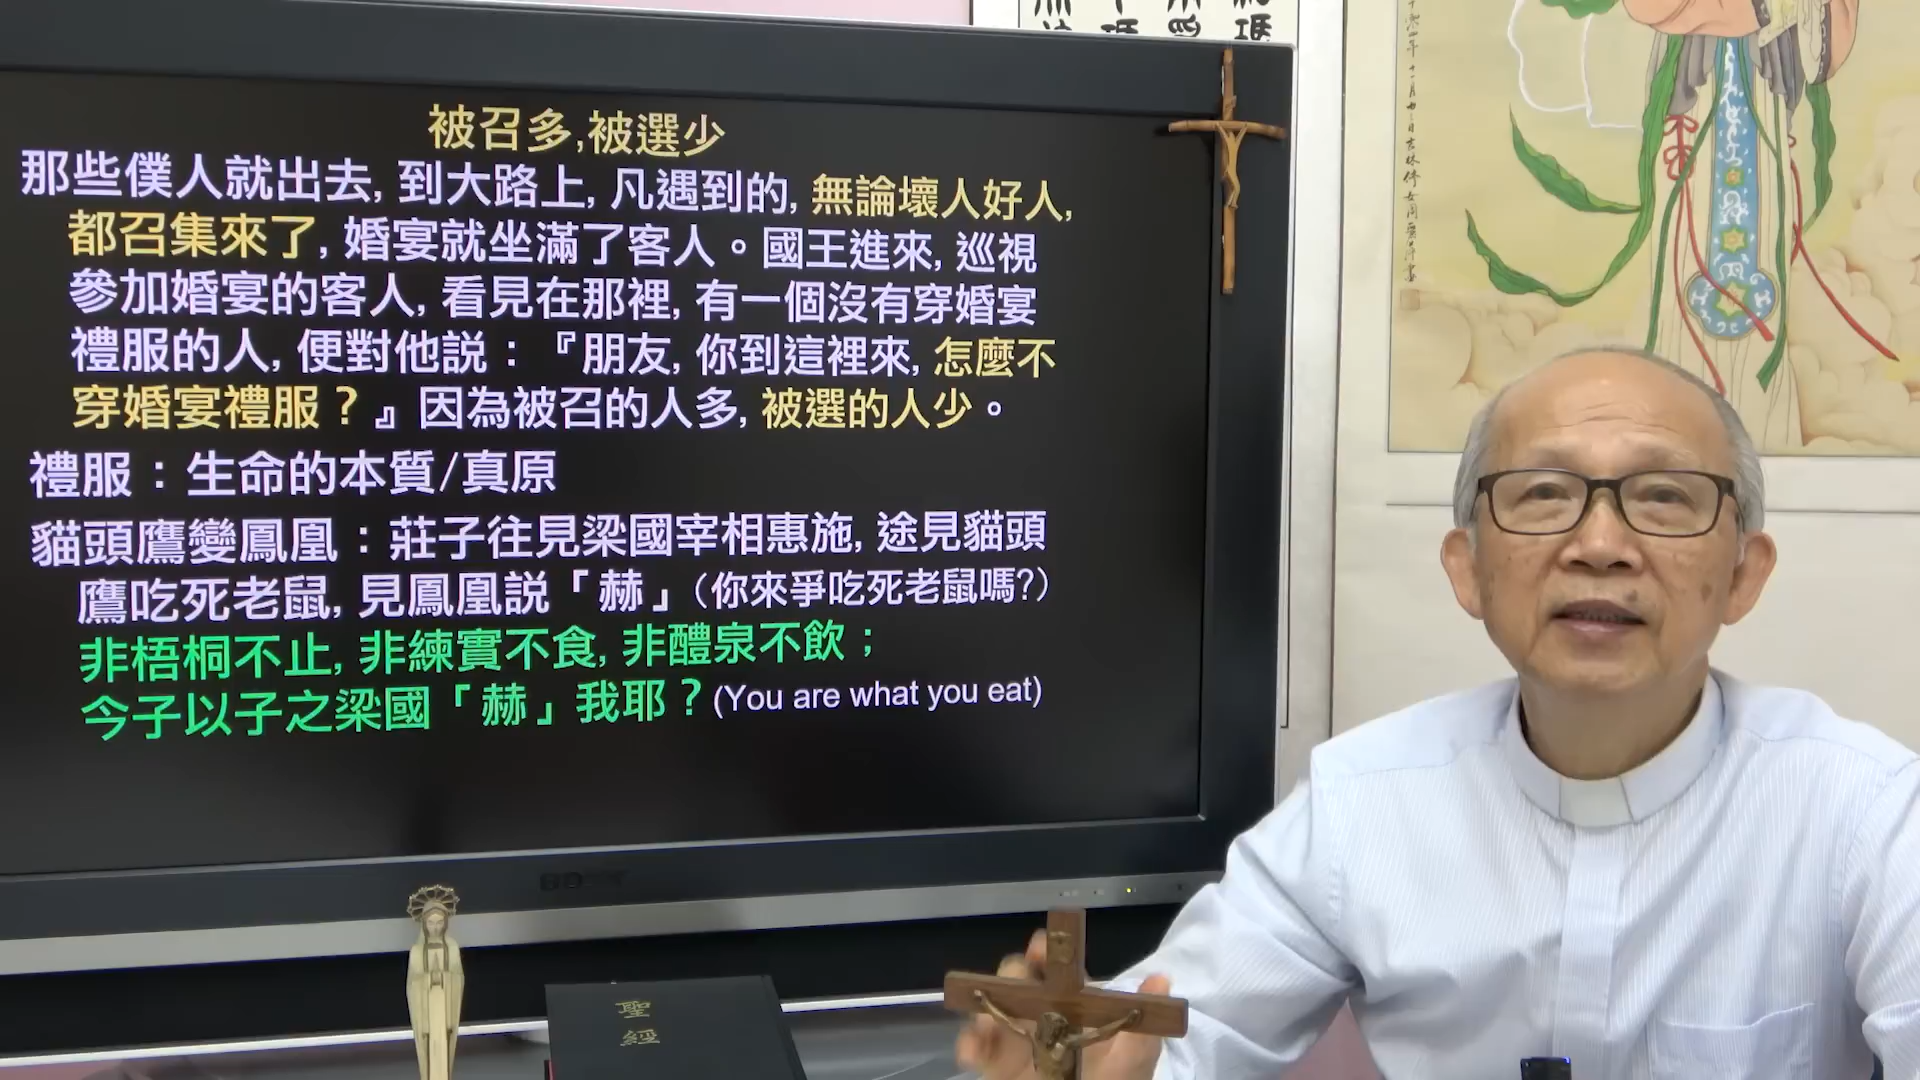 被召多,被選少
那些僕人就出去, 到大路上, 凡遇到的, 無論壞人好人,
都召集來了, 婚宴就坐滿了客人。國王進來, 巡視
參加婚宴的客人, 看見在那裡, 有一個沒有穿婚宴
禮服的人, 便對他説：『朋友, 你到這裡來, 怎麼不
穿婚宴禮服？』因為被召的人多, 被選的人少。
禮服：生命的本質/真原
貓頭鷹變鳳凰：莊子往見梁國宰相惠施, 途見貓頭
鷹吃死老鼠, 見鳳凰説「赫」(你來爭吃死老鼠嗎?)
非梧桐不止, 非練實不食, 非醴泉不飲；
今子以子之梁國「赫」我耶？(You are what you eat)
聖經